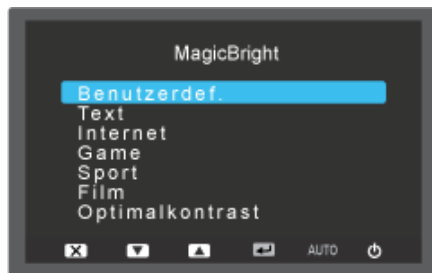 MagicBright
Benutzerdef.
Text
Internet
Game
Sport
Film
Optimalkontrast
AUTO